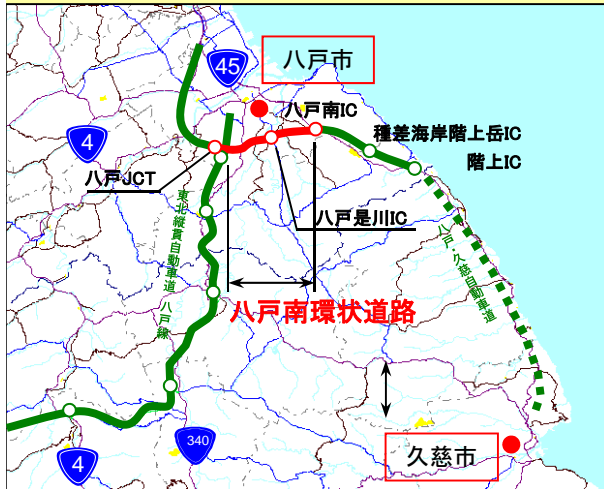 45
八戸市
4
八戸南IC
種差海岸階上岳IC
階上IC
八戸JCT
八戸是川IC
東北縦貫自動車道 八戸線
八戸・久慈自動車道
八戸南環状道路
340
4
久慈市